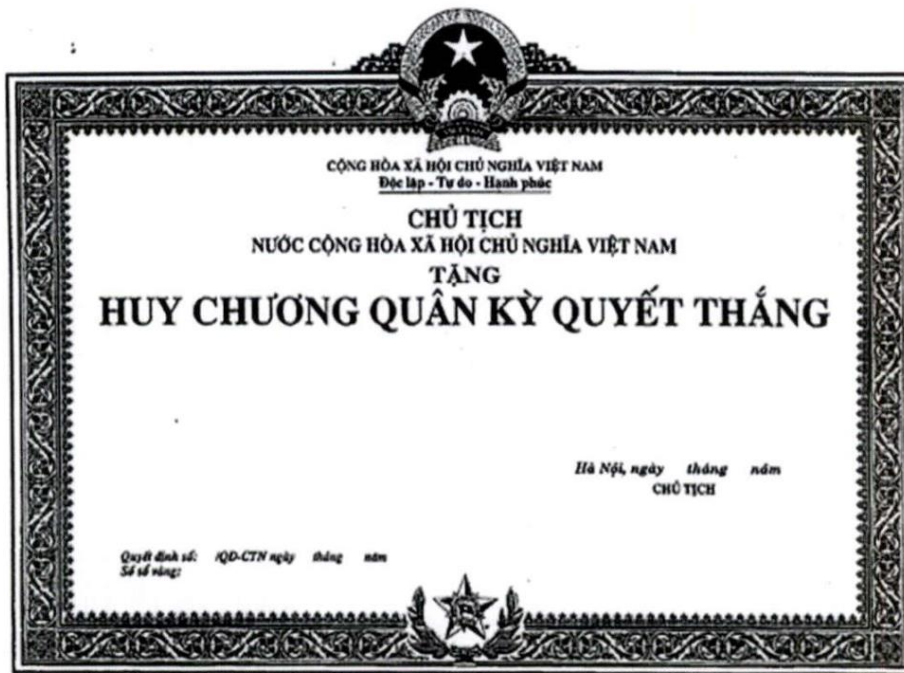 CỘNG HÒA XÃ HỘI CHỦ NGHĨA VIỆT NAM
Độc lập - Tự do - Hạnh phúc
CHỦ TỊCH
NƯỚC CỘNG HÒA XÃ HỘI CHỦ NGHĨA VIỆT NAM
TẶNG
HUY CHƯƠNG QUÂN KỲ QUYẾT THẮNG
Hà Nội, ngày tháng năm
CHỦ TỊCH
Quyết định số: /QD-CTN ngày tháng năm
Số sổ vàng: